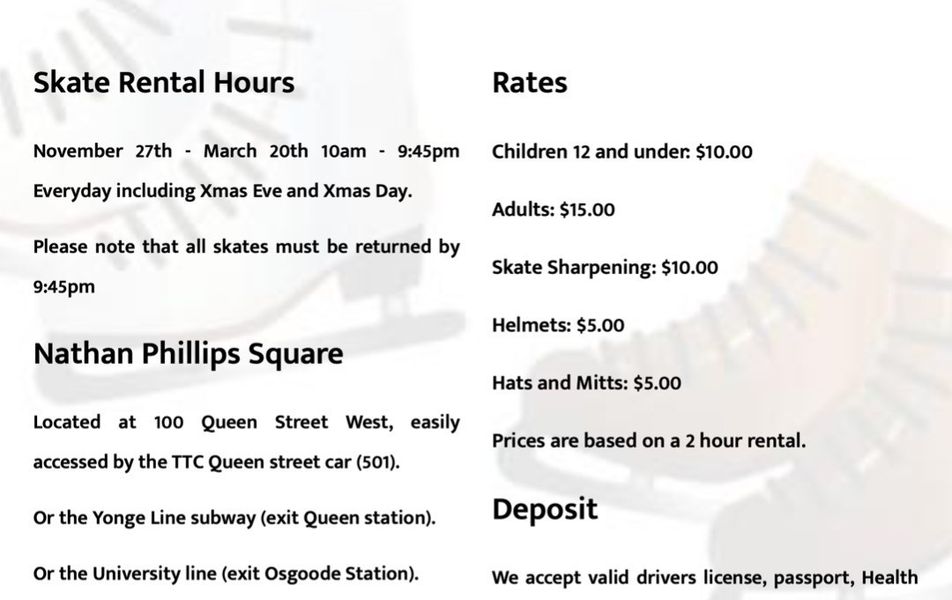 Skate Rental Hours
November 27th - March 20th 10am - 9:45pm
Everyday including Xmas Eve and Xmas Day.
Please note that all skates must be returned by
9:45pm
Nathan Phillips Square
Located at 100 Queen Street West, easily
accessed by the TTC Queen street car (501).
Or the Yonge Line subway (exit Queen station).
Or the University line (exit Osgoode Station).
Rates
Children 12 and under: $10.00
Adults: $15.00
Skate Sharpening: $10.00
Helmets: $5.00
Hats and Mitts: $5.00
Prices are based on a 2 hour rental.
Deposit
We accept valid drivers license, passport, Health